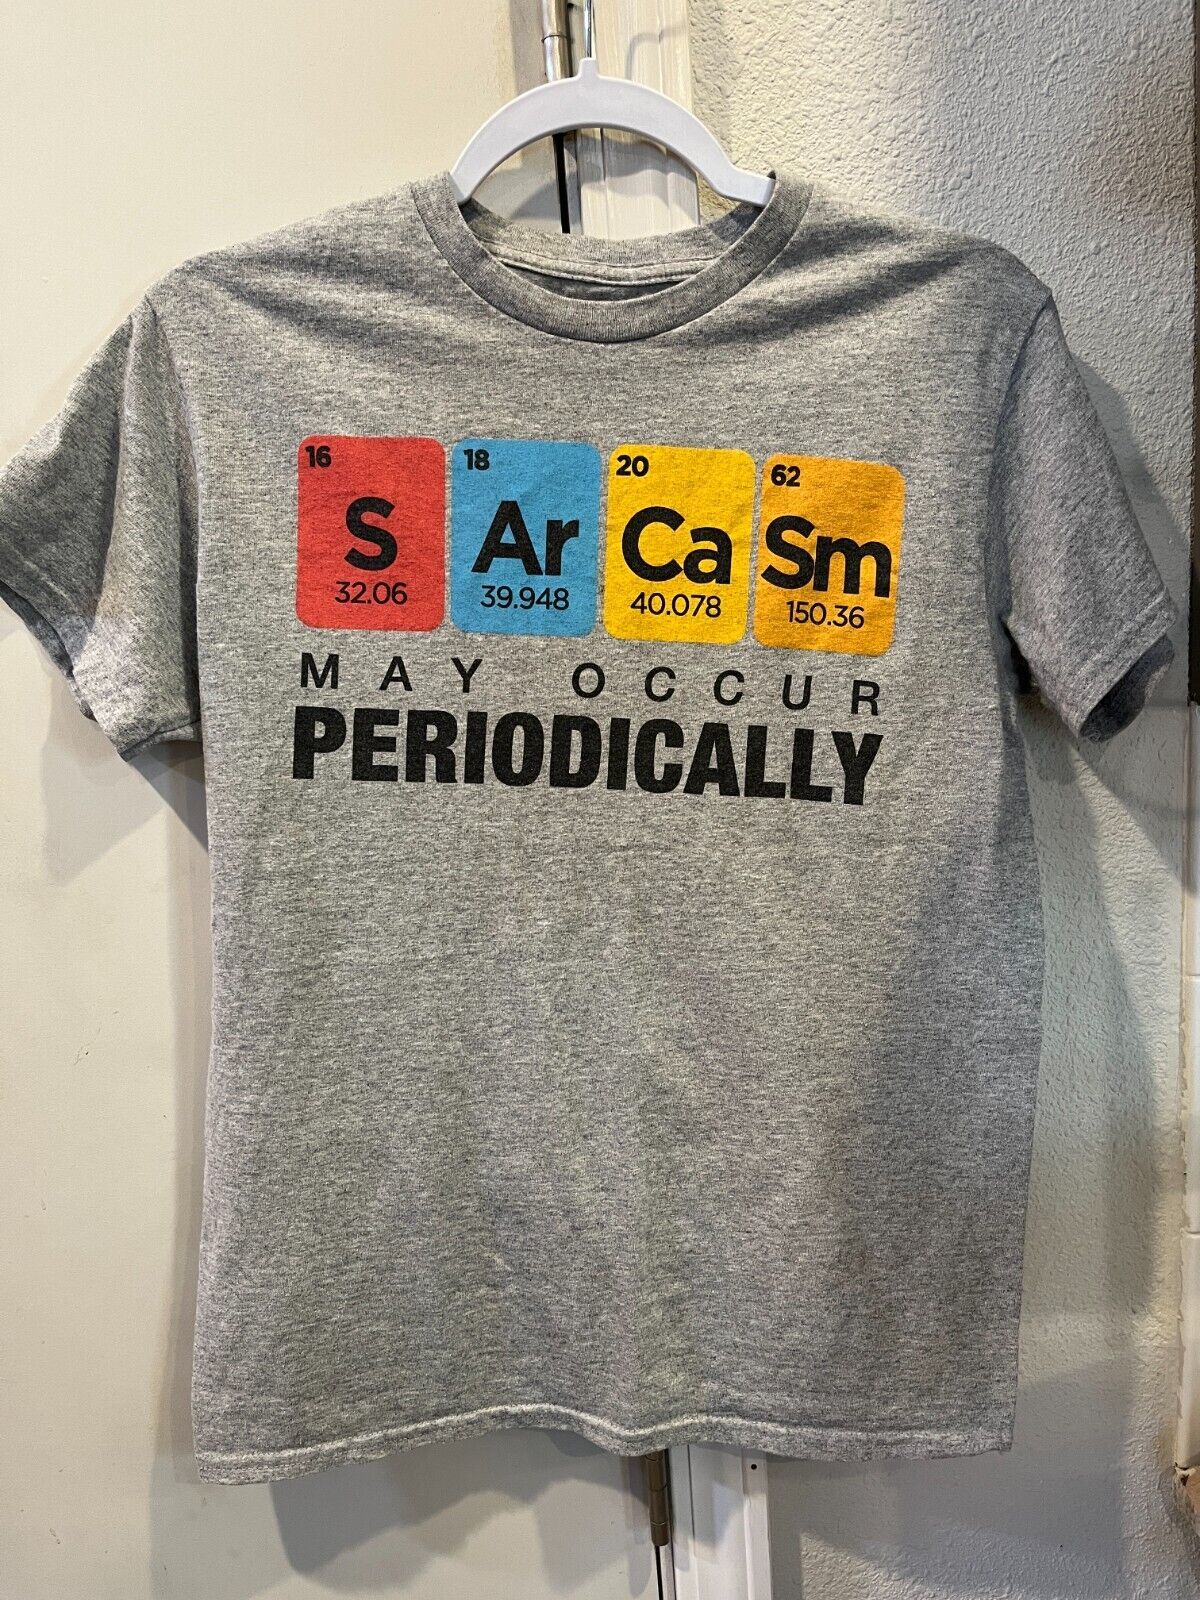 16 18 20 62
S Ar Ca Sm
32.06 39.948 40.078 150.36
MAY OCCUR
PERIODICALLY